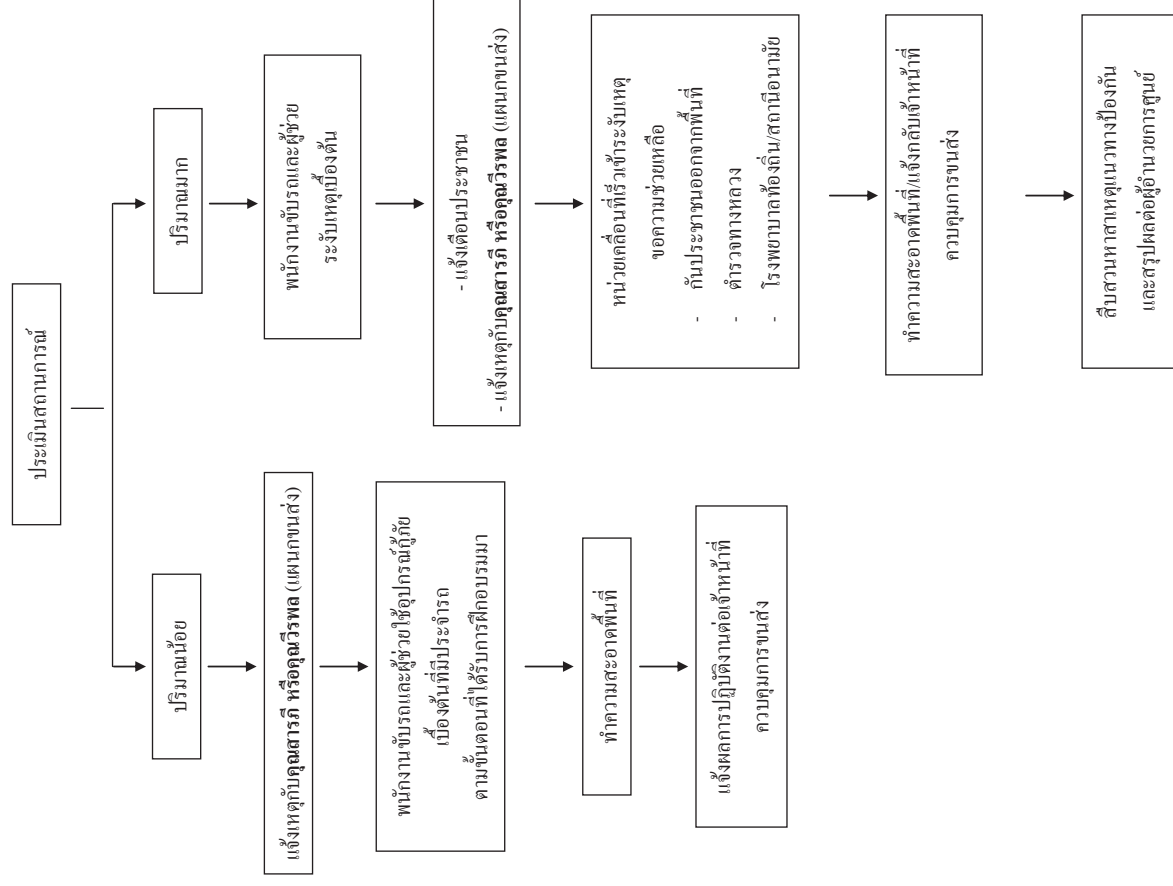 ประเมินสถานการณ์
ปริมาณน้อย
แจ้งเหตุกับคุณสารภี หรือคุณวีรพล (แผนกขนส่ง)
พนักงานขับรถและผู้ช่วยใช้อุปกรณ์กู้ภัย
เบื้องต้นที่มีประจำรถ
ตามขั้นตอนที่ได้รับการฝึกอบรมมา
ทำความสะอาดพื้นที่
แจ้งผลการปฏิบัติงานต่อเจ้าหน้าที่
ควบคุมการขนส่ง
ปริมาณมาก
พนักงานขับรถและผู้ช่วย
ระงับเหตุเบื้องต้น
- แจ้งเตือนประชาชน
- แจ้งเหตุกับคุณสารภี หรือคุณวีรพล (แผนกขนส่ง)
หน่วยเคลื่อนที่เร็วเข้าระงับเหตุ
ขอความช่วยเหลือ
- กันประชาชนออกจากพื้นที่
- ตำรวจทางหลวง
- โรงพยาบาลท้องถิ่น/สถานีอนามัย
ทำความสะอาดพื้นที่/แจ้งกลับเจ้าหน้าที่
ควบคุมการขนส่ง
สืบสวนหาสาเหตุแนวทางป้องกัน
และสรุปผลต่อผู้อำนวยการศูนย์